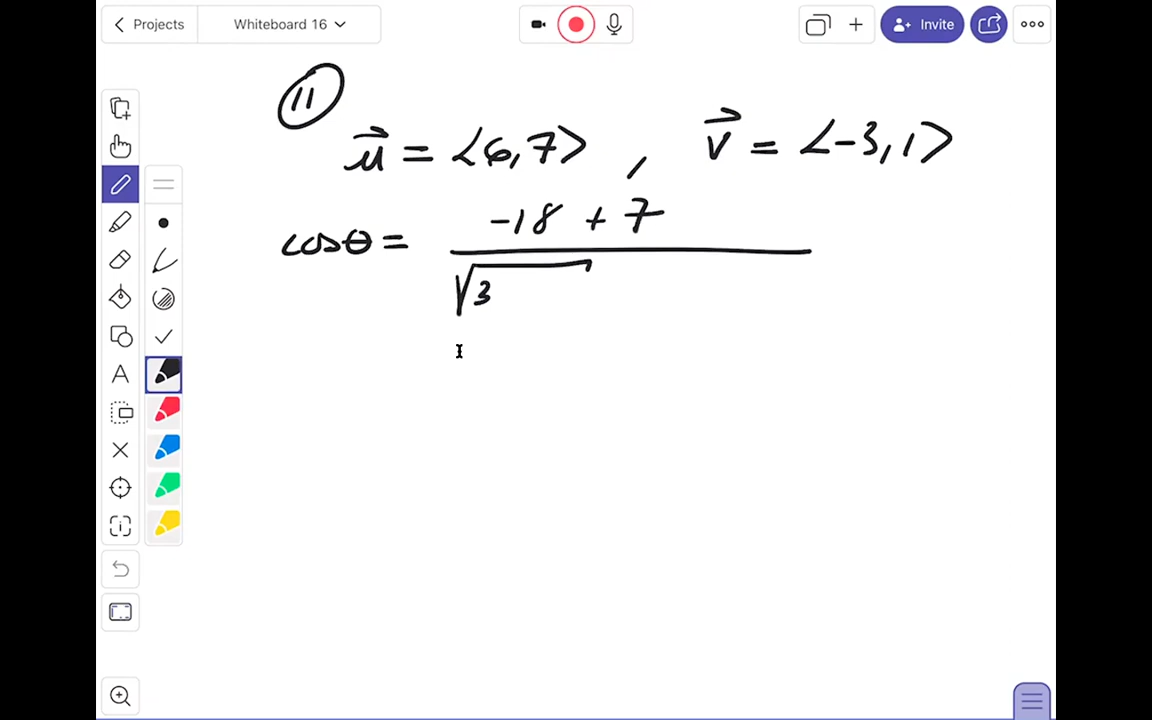 Projects Whiteboard 16 Invite
11
u⃗ = <6,7> , v⃗ = <-3,1>
-18 + 7
cosθ =
√3
A